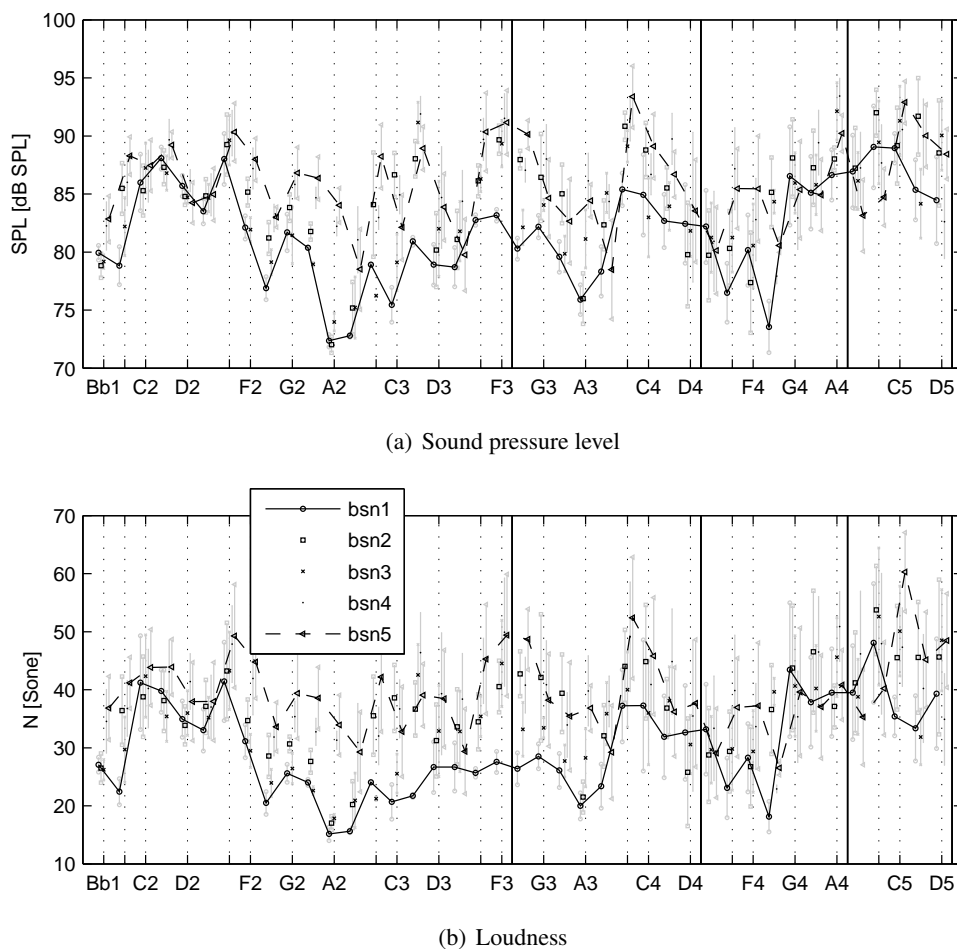 100
95
90
85
80
75
70
SPL [dB SPL]
Bb1 C2 D2 F2 G2 A2 C3 D3 F3 G3 A3 C4 D4 F4 G4 A4 C5 D5
(a) Sound pressure level
70
60
50
40
30
20
10
N [Sone]
bsn1
bsn2
bsn3
bsn4
bsn5
Bb1 C2 D2 F2 G2 A2 C3 D3 F3 G3 A3 C4 D4 F4 G4 A4 C5 D5
(b) Loudness